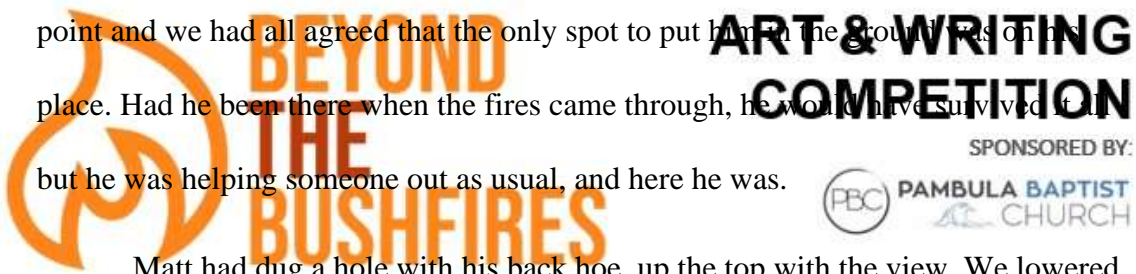 point and we had all agreed that the only spot to put him in the ground was on his
ART & WRITING
BEYOND
place. Had he been there when the fires came through, he would have survived it all
COMPETITION
THE
SPONSORED BY:
but he was helping someone out as usual, and here he was.
PBC PAMBULA BAPTIST
CHURCH
BUSHFIRES
Matt had dug a hole with his back hoe, up the top with the view. We lowered